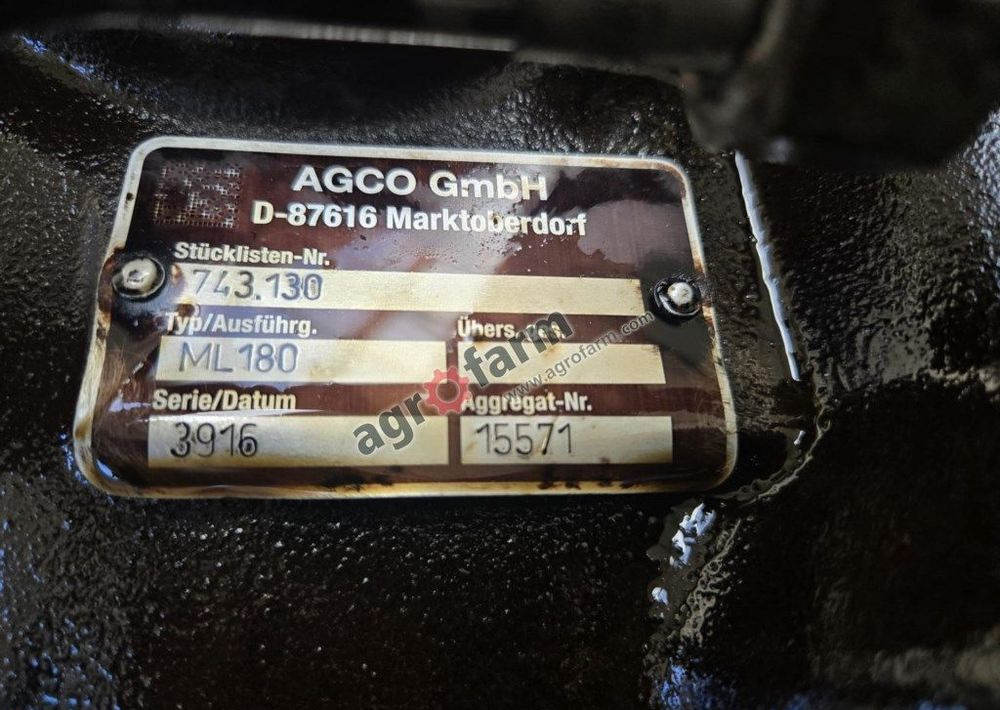 AGCO GmbH
D-87616 Marktoberdorf
Stücklisten-Nr.
743.130
Typ/Ausführg. Übers.
ML180
Serie/Datum Aggregat-Nr.
3916 15571
agrofarm
www.agrofarm.com